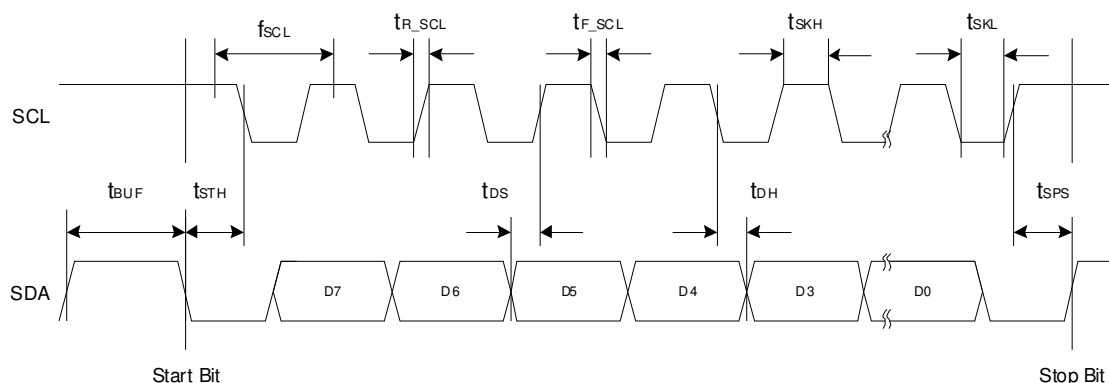 fSCL tR_SCL tF_SCL tSKH tSKL
SCL
tBUF tSTH tDS tDH tSPS
SDA D7 D6 D5 D4 D3 D0
Start Bit Stop Bit